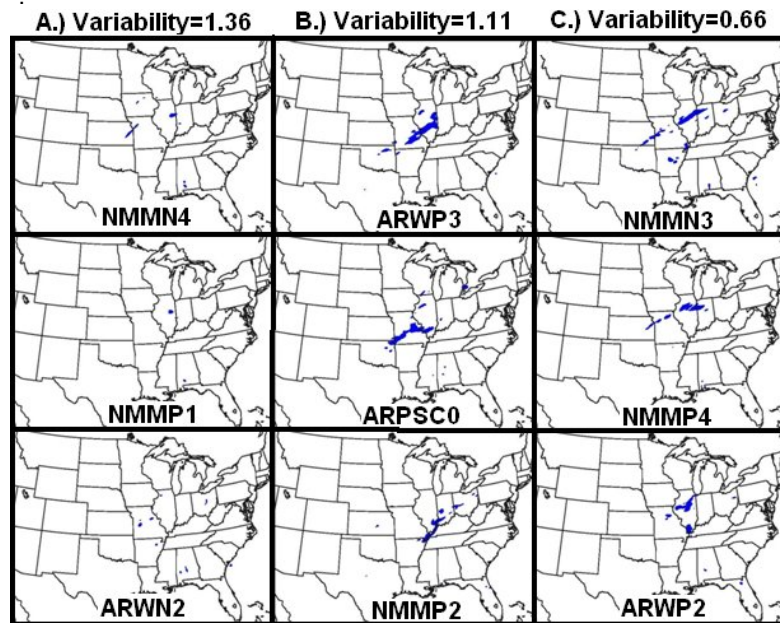 A.) Variability=1.36 B.) Variability=1.11 C.) Variability=0.66
NMMN4 ARWP3 NMMN3
NMMP1 ARPSC0 NMMP4
ARWN2 NMMP2 ARWP2